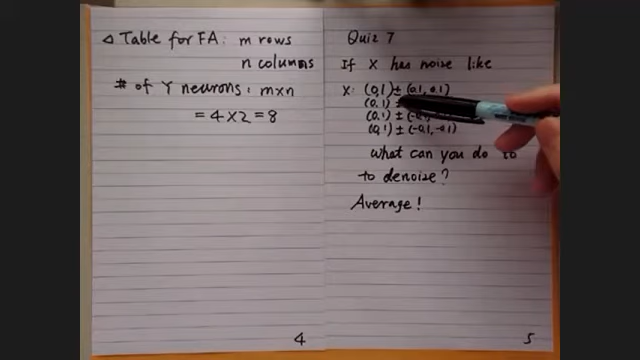 △ Table for FA: m rows
n columns
# of Y neurons: m×n
= 4 × 2 = 8
4
Quiz 7
If X has noise like
X: (0,1) ± (0.1, 0.1)
(0,1) ±
(0,1) ± (-0.1,
(0,1) ± (-0.1, -0.1)
what can you do to
to denoise?
Average!
5